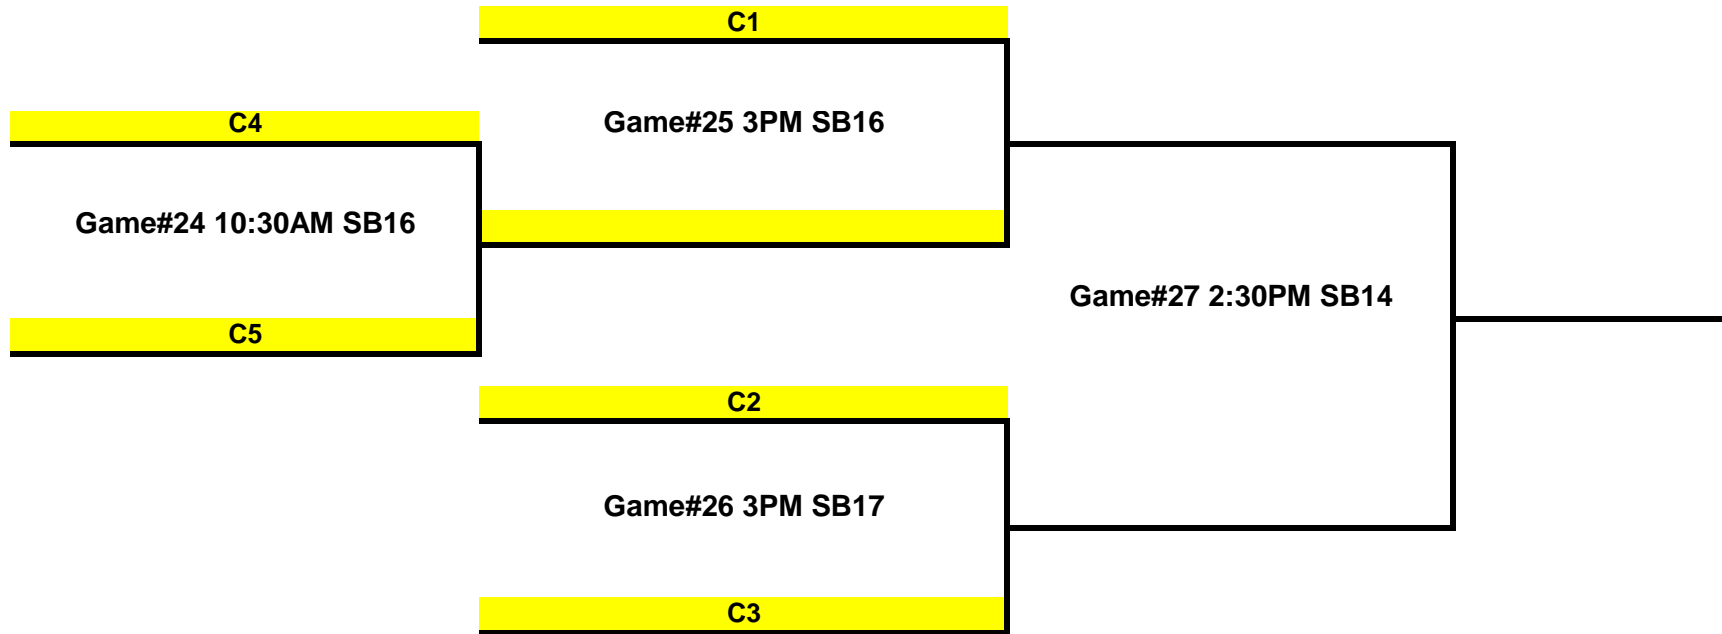 C1
C4
Game#25 3PM SB16
Game#24 10:30AM SB16
Game#27 2:30PM SB14
C5
C2
Game#26 3PM SB17
C3